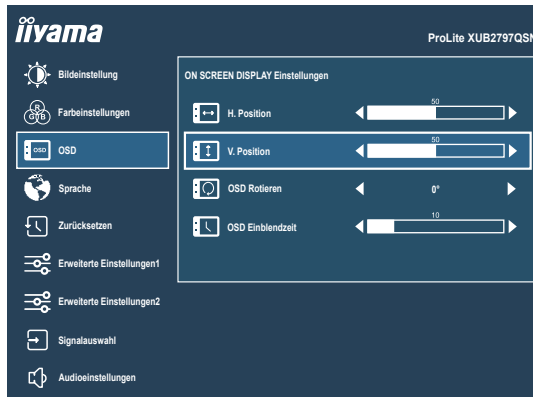 iiyama
ProLite XUB2797QSN
Bildeinstellung
Farbeinstellungen
OSD
Sprache
Zurücksetzen
Erweiterte Einstellungen1
Erweiterte Einstellungen2
Signalauswahl
Audioeinstellungen
ON SCREEN DISPLAY Einstellungen
H. Position
50
V. Position
50
OSD Rotieren
0°
OSD Einblendzeit
10
R
G B
OSD